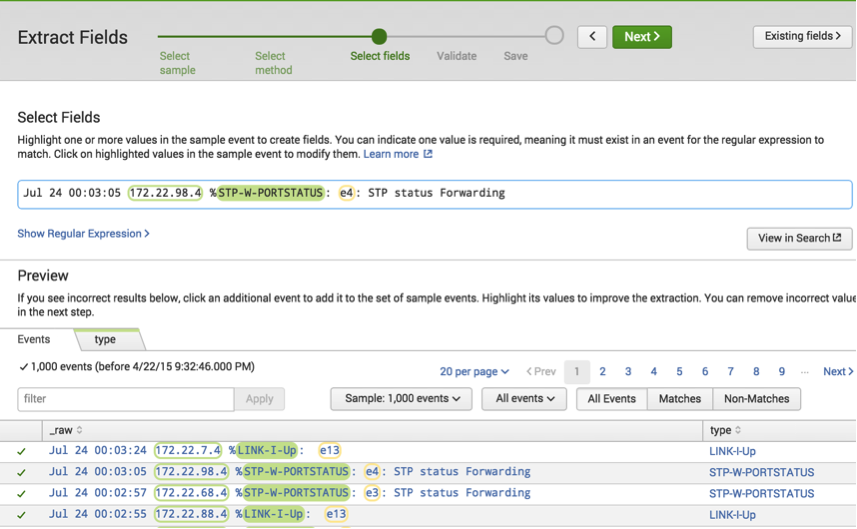 Extract Fields
Select sample
Select method
Select fields
Validate
Save
<
Next >
Existing fields >
Select Fields
Highlight one or more values in the sample event to create fields. You can indicate one value is required, meaning it must exist in an event for the regular expression to
match. Click on highlighted values in the sample event to modify them. Learn more
Jul 24 00:03:05 172.22.98.4 %STP-W-PORTSTATUS: e4: STP status Forwarding
Show Regular Expression >
View in Search
Preview
If you see incorrect results below, click an additional event to add it to the set of sample events. Highlight its values to improve the extraction. You can remove incorrect value
in the next step.
Events type
✓ 1,000 events (before 4/22/15 9:32:46.000 PM)
20 per page < Prev 1 2 3 4 5 6 7 8 9 ... Next >
filter Apply Sample: 1,000 events All events All Events Matches Non-Matches
_raw type
✓ Jul 24 00:03:24 172.22.7.4 %LINK-I-Up: e13 LINK-I-Up
✓ Jul 24 00:03:05 172.22.98.4 %STP-W-PORTSTATUS: e4: STP status Forwarding STP-W-PORTSTATUS
✓ Jul 24 00:02:57 172.22.68.4 %STP-W-PORTSTATUS: e3: STP status Forwarding STP-W-PORTSTATUS
✓ Jul 24 00:02:55 172.22.88.4 %LINK-I-Up: e13 LINK-I-Up